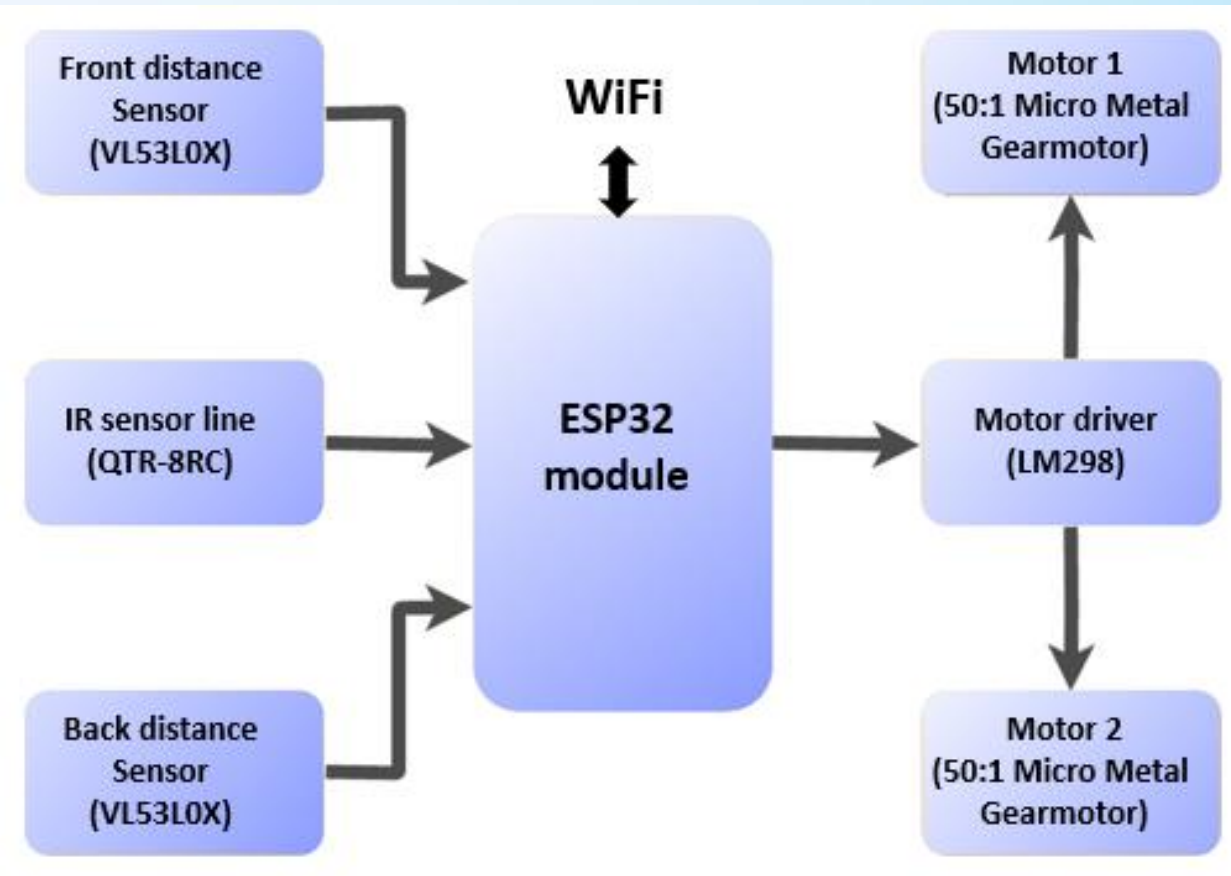 Front distance
Sensor
(VL53L0X)
WiFi
Motor 1
(50:1 Micro Metal
Gearmotor)
IR sensor line
(QTR-8RC)
ESP32
module
Motor driver
(LM298)
Back distance
Sensor
(VL53L0X)
Motor 2
(50:1 Micro Metal
Gearmotor)